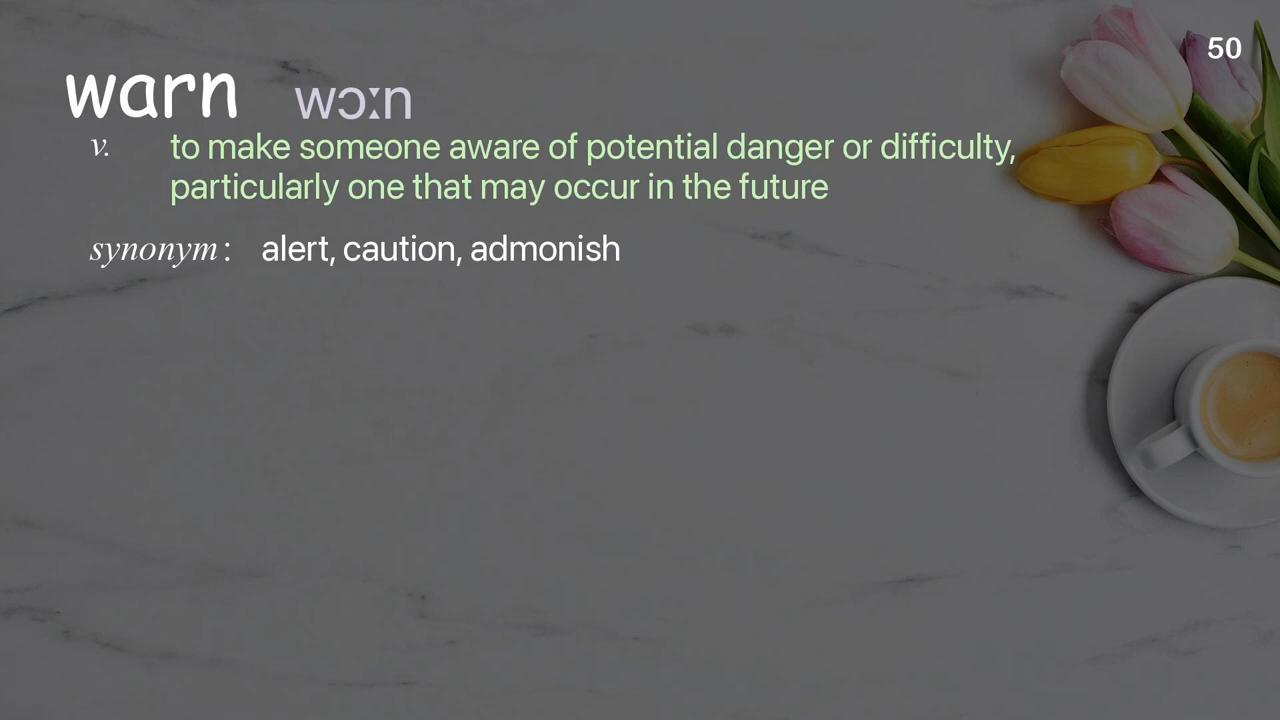 50
warn wɔːn
v. to make someone aware of potential danger or difficulty,
particularly one that may occur in the future
synonym: alert, caution, admonish